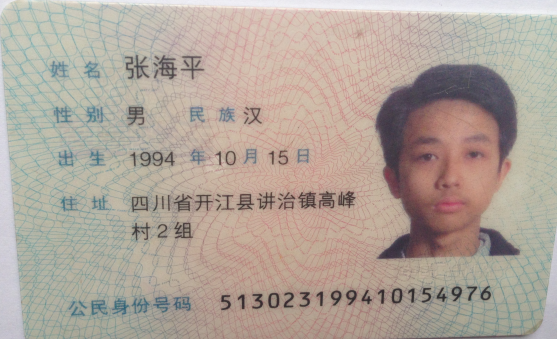 姓名 张海平
性别 男 民族 汉
出生 1994 年 10 月 15 日
住址 四川省开江县讲治镇高峰
村2组
公民身份号码 513023199410154976